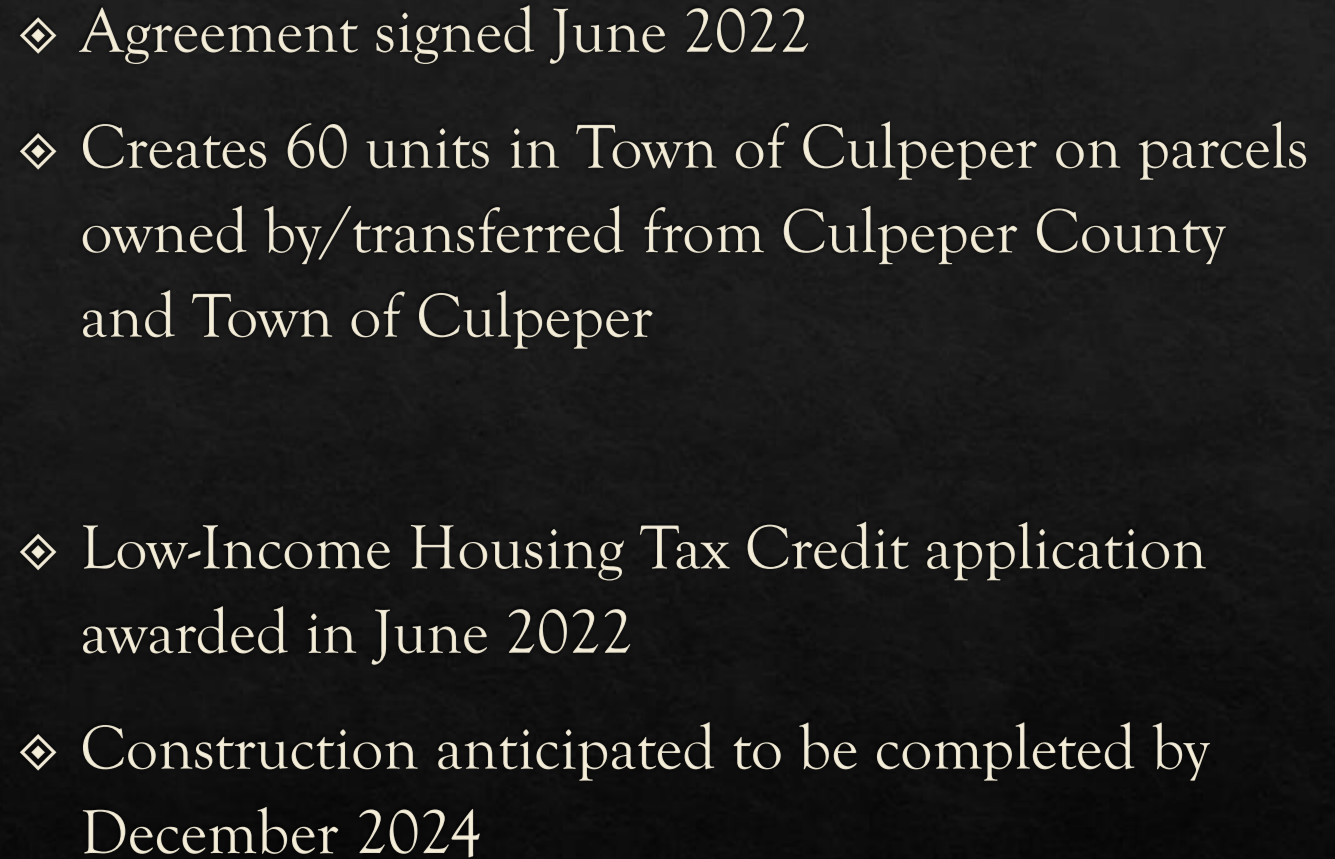 Agreement signed June 2022
Creates 60 units in Town of Culpeper on parcels
owned by/transferred from Culpeper County
and Town of Culpeper
Low-Income Housing Tax Credit application
awarded in June 2022
Construction anticipated to be completed by
December 2024